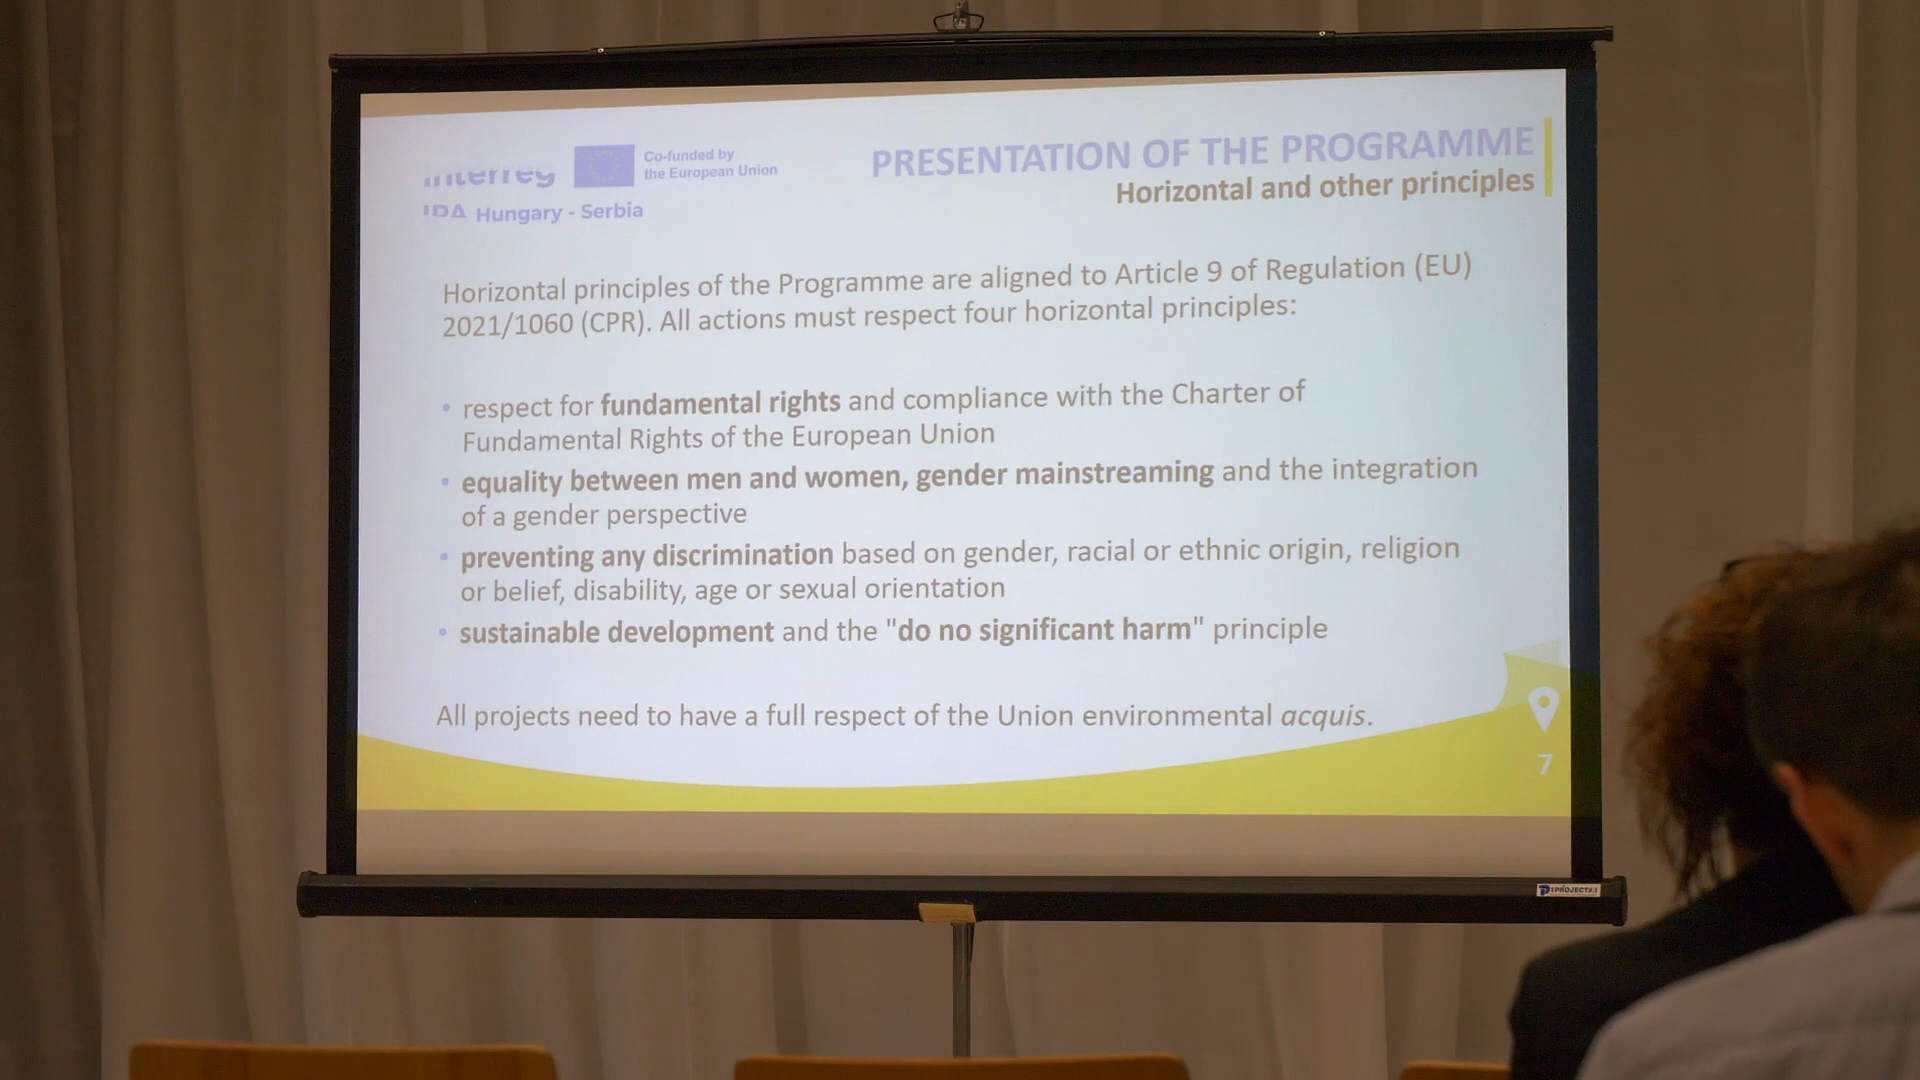 Interreg
Co-funded by
the European Union
IPA Hungary - Serbia
PRESENTATION OF THE PROGRAMME
Horizontal and other principles
Horizontal principles of the Programme are aligned to Article 9 of Regulation (EU)
2021/1060 (CPR). All actions must respect four horizontal principles:
• respect for fundamental rights and compliance with the Charter of
Fundamental Rights of the European Union
• equality between men and women, gender mainstreaming and the integration
of a gender perspective
• preventing any discrimination based on gender, racial or ethnic origin, religion
or belief, disability, age or sexual orientation
• sustainable development and the "do no significant harm" principle
All projects need to have a full respect of the Union environmental acquis.
7